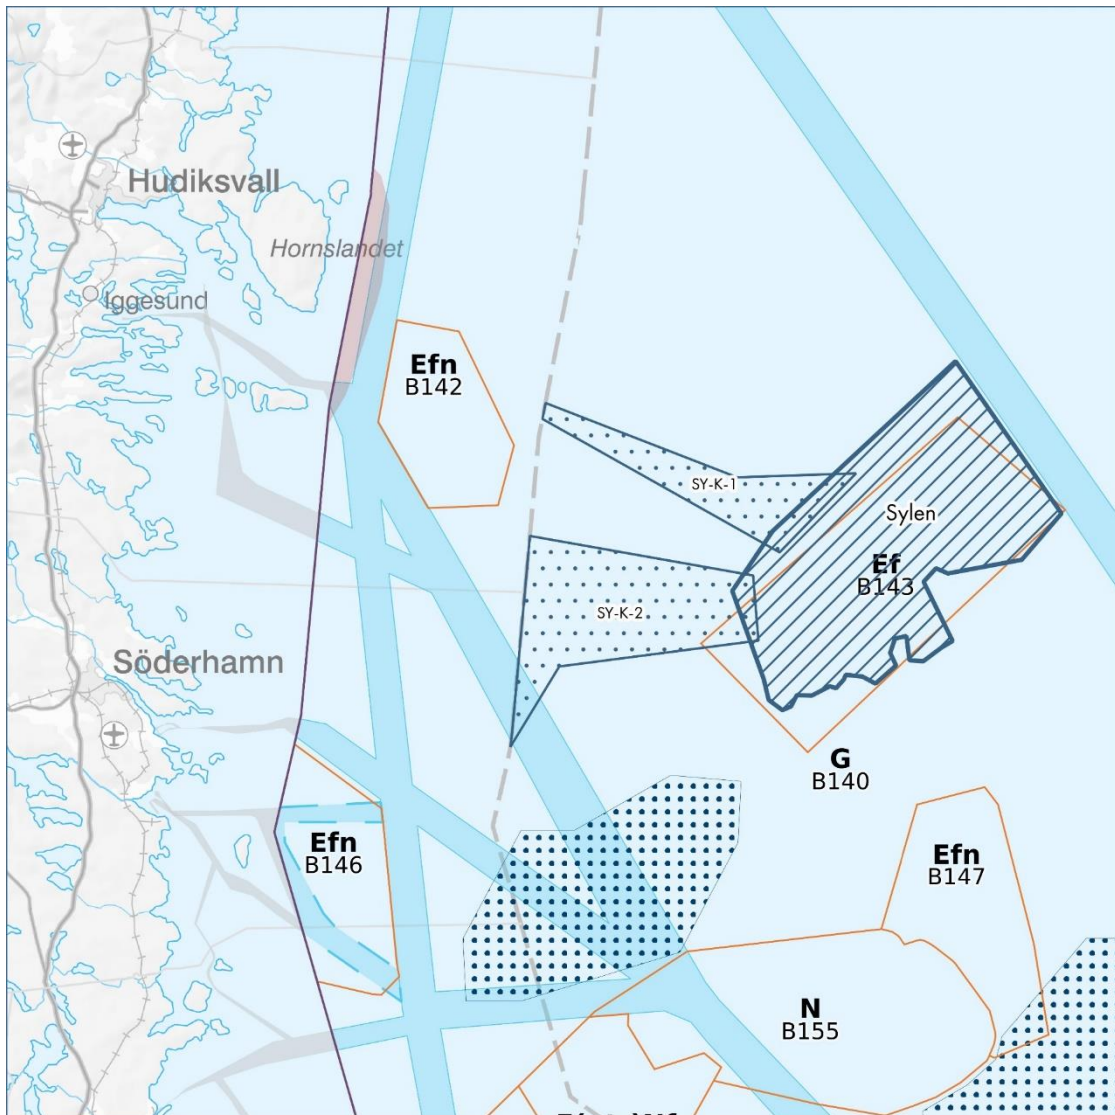 Hudiksvall
Hornslandet
Iggesund
Efn
B142
SY-K-1
Sylen
Ef
B143
SY-K-2
Söderhamn
G
B140
Efn
B146
Efn
B147
N
B155